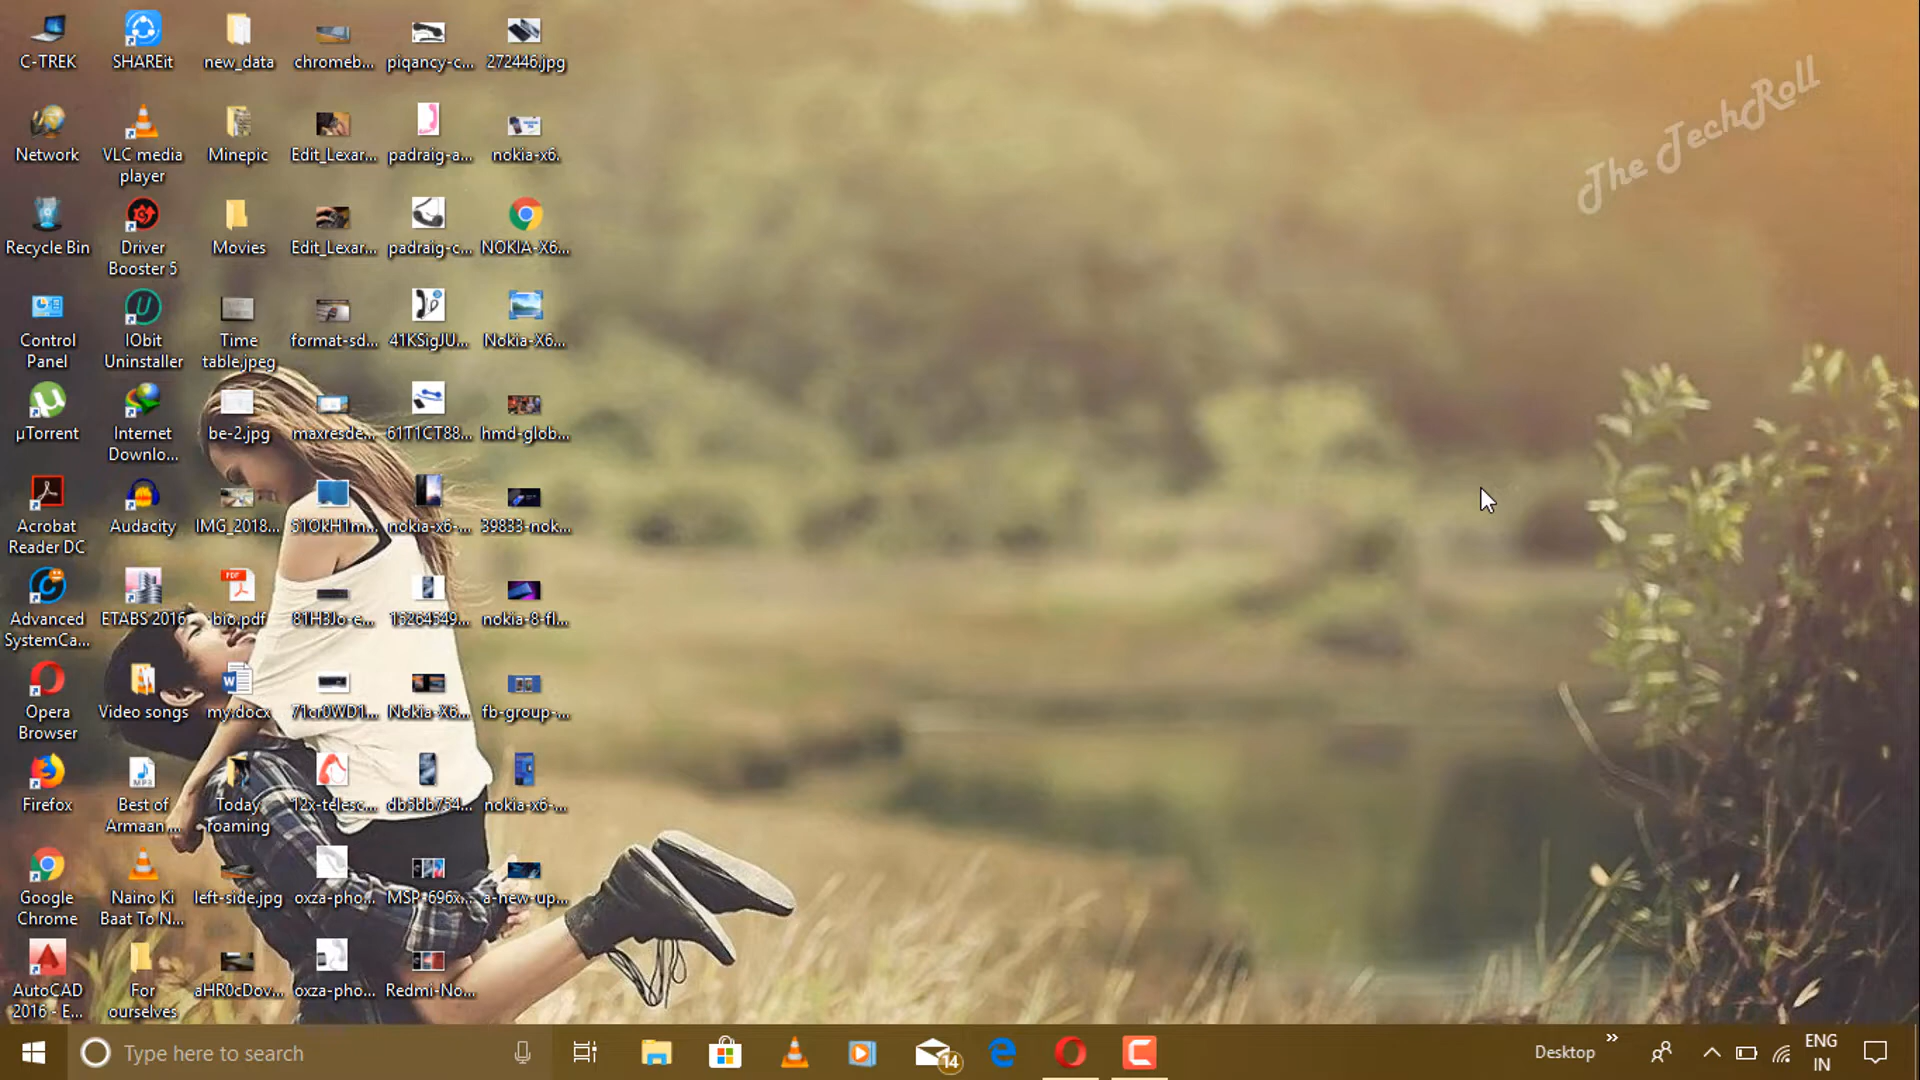 C-TREK
SHAREit
new_data
chromeb...
piqancy-c...
272446.jpg
The TechRoll
Network
VLC media
player
Minepic
Edit_Lexar...
padraig-a...
nokia-x6.
Recycle Bin
Driver
Booster 5
Movies
Edit_Lexar...
padraig-c...
NOKIA-X6...
Control
Panel
IObit
Uninstaller
Time
table.jpeg
format-sd...
41KSigJU...
Nokia-X6...
µTorrent
Internet
Downlo...
be-2.jpg
maxresde...
61T1CT88...
hmd-glob...
Acrobat
Reader DC
Audacity
IMG_2018...
51OkH1m...
nokia-x6-...
39833-nok...
Advanced
SystemCa...
ETABS 2016
PDF
bio.pdf
81H3Jo-e...
15264549...
nokia-8-fl...
Opera
Browser
Video songs
my.docx
71cr0WD1...
Nokia-X6...
fb-group-...
Firefox
MP3
Best of
Armaan ...
Today
roaming
12x-telesc...
db5bb754...
nokia-x6-...
Google
Chrome
Naino Ki
Baat To N...
left-side.jpg
oxza-pho...
MSP-696x...
a-new-up...
AutoCAD
2016 - E...
For
ourselves
aHR0cDov...
oxza-pho...
Redmi-No...
Type here to search
14
Desktop
ENG
IN